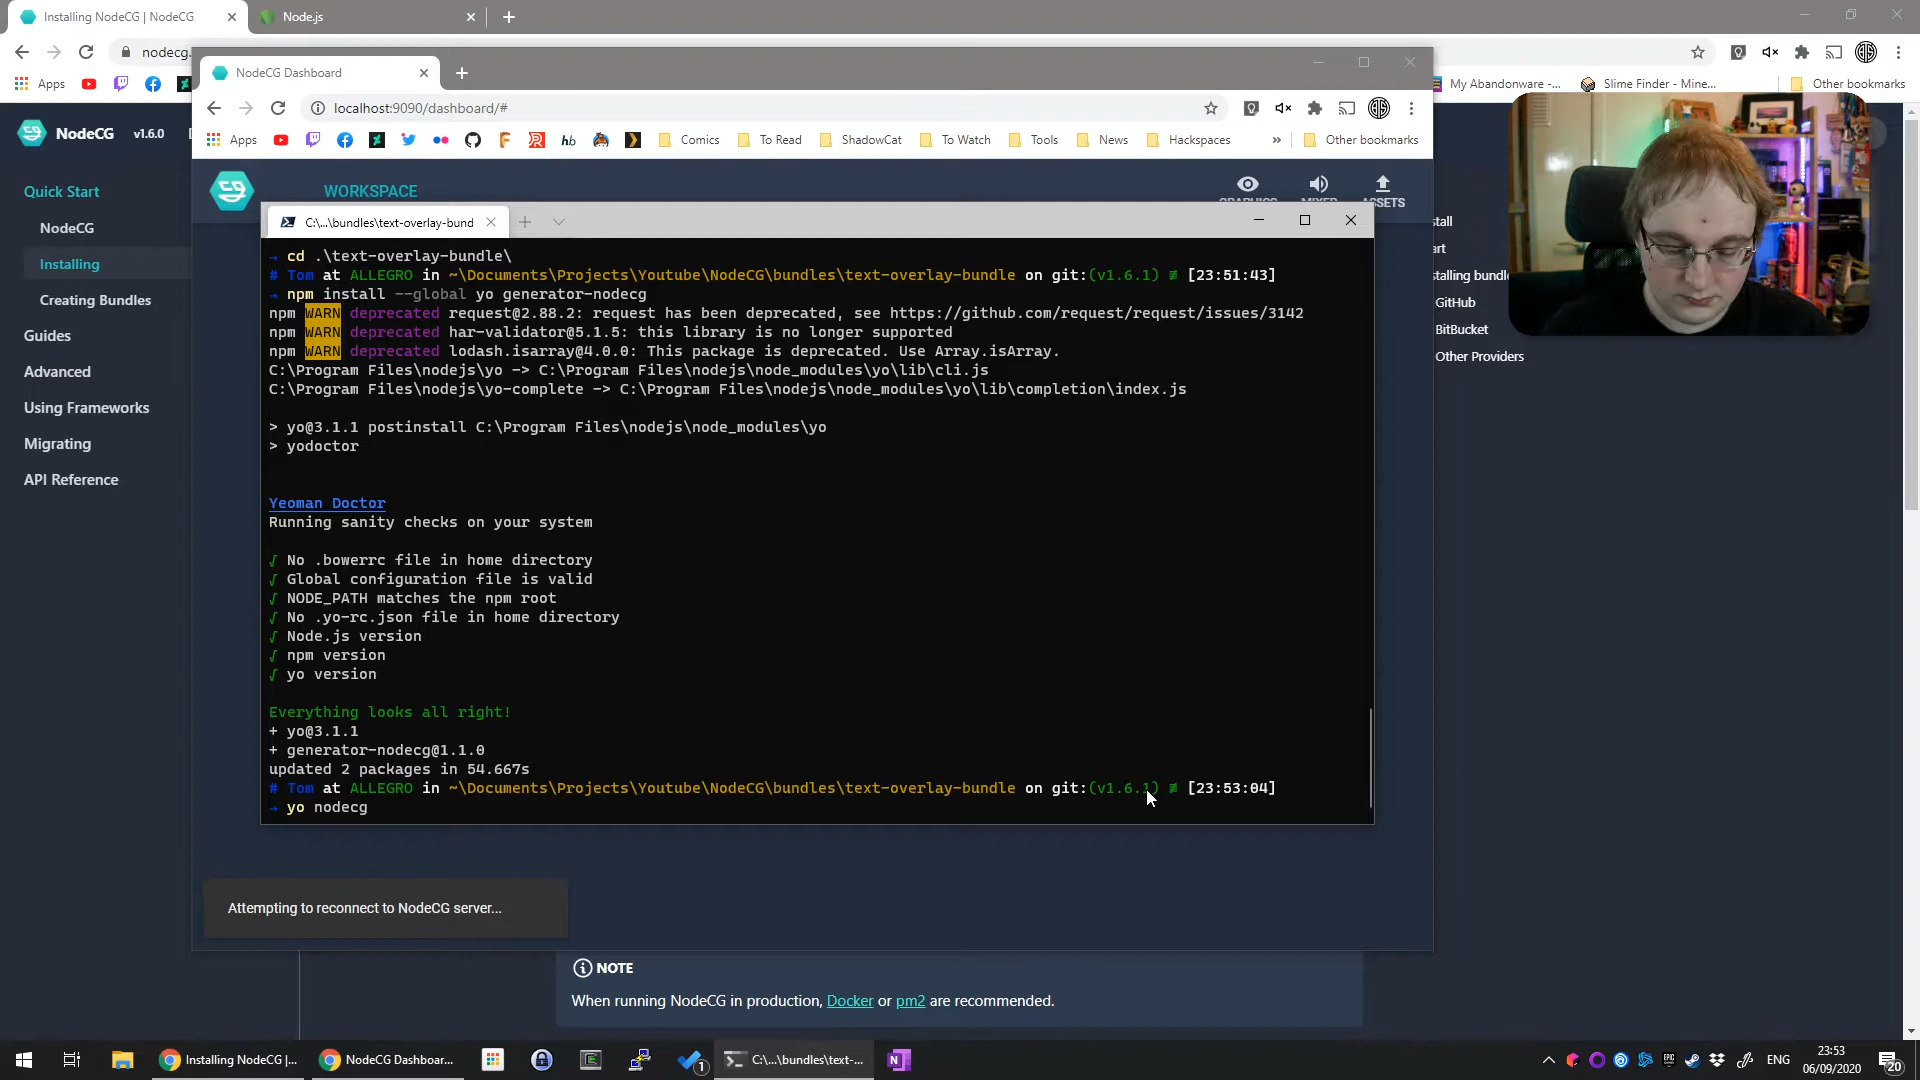 Installing NodeCG | NodeCG
Node.js
nodecg.
Apps
My Abandonware -...
Slime Finder - Mine...
Other bookmarks
NodeCG Dashboard
localhost:9090/dashboard/#
Apps
hb
Comics
To Read
ShadowCat
To Watch
Tools
News
Hackspaces
»
Other bookmarks
NodeCG
v1.6.0
WORKSPACE
GRAPHICS
MIXER
ASSETS
Quick Start
NodeCG
Installing
Creating Bundles
Guides
Advanced
Using Frameworks
Migrating
API Reference
C:\...\bundles\text-overlay-bund
→ cd .\text-overlay-bundle\
# Tom at ALLEGRO in ~\Documents\Projects\Youtube\NodeCG\bundles\text-overlay-bundle on git:(v1.6.1) ≢ [23:51:43]
→ npm install --global yo generator-nodecg
npm WARN deprecated request@2.88.2: request has been deprecated, see https://github.com/request/request/issues/3142
npm WARN deprecated har-validator@5.1.5: this library is no longer supported
npm WARN deprecated lodash.isarray@4.0.0: This package is deprecated. Use Array.isArray.
C:\Program Files\nodejs\yo -> C:\Program Files\nodejs\node_modules\yo\lib\cli.js
C:\Program Files\nodejs\yo-complete -> C:\Program Files\nodejs\node_modules\yo\lib\completion\index.js
> yo@3.1.1 postinstall C:\Program Files\nodejs\node_modules\yo
> yodoctor
Yeoman Doctor
Running sanity checks on your system
√ No .bowerrc file in home directory
√ Global configuration file is valid
√ NODE_PATH matches the npm root
√ No .yo-rc.json file in home directory
√ Node.js version
√ npm version
√ yo version
Everything looks all right!
+ yo@3.1.1
+ generator-nodecg@1.1.0
updated 2 packages in 54.667s
# Tom at ALLEGRO in ~\Documents\Projects\Youtube\NodeCG\bundles\text-overlay-bundle on git:(v1.6.1) ≢ [23:53:04]
→ yo nodecg
stall
art
stalling bundle
GitHub
BitBucket
Other Providers
Attempting to reconnect to NodeCG server...
NOTE
When running NodeCG in production, Docker or pm2 are recommended.
Installing NodeCG |...
NodeCG Dashboar...
1
C:\...\bundles\text-...
N
ENG
23:53
06/09/2020
20